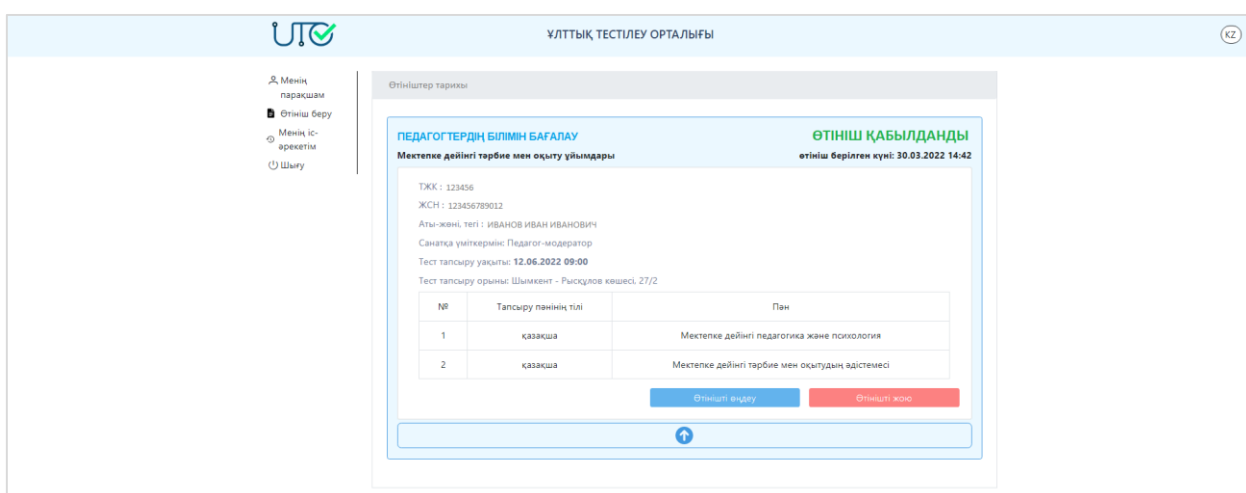 UTO
ҰЛТТЫҚ ТЕСТІЛЕУ ОРТАЛЫҒЫ
KZ
Менің
парақшам
Өтініш беру
Менің іс-
әрекетім
Шығу
Өтініштер тарихы
ПЕДАГОГТЕРДІҢ БІЛІМІН БАҒАЛАУ
ӨТІНІШ ҚАБЫЛДАНДЫ
Мектепке дейінгі тәрбие мен оқыту ұйымдары
өтініш берілген күні: 30.03.2022 14:42
ТЖК : 123456
ЖСН : 123456789012
Аты-жөні, тегі : ИВАНОВ ИВАН ИВАНОВИЧ
Санатқа үміткермін: Педагог-модератор
Тест тапсыру уақыты: 12.06.2022 09:00
Тест тапсыру орыны: Шымкент - Рысқұлов көшесі, 27/2
№ Тапсыру пәнінің тілі Пән
1 қазақша Мектепке дейінгі педагогика және психология
2 қазақша Мектепке дейінгі тәрбие мен оқытудың әдістемесі
Өтінішті өңдеу Өтінішті жою